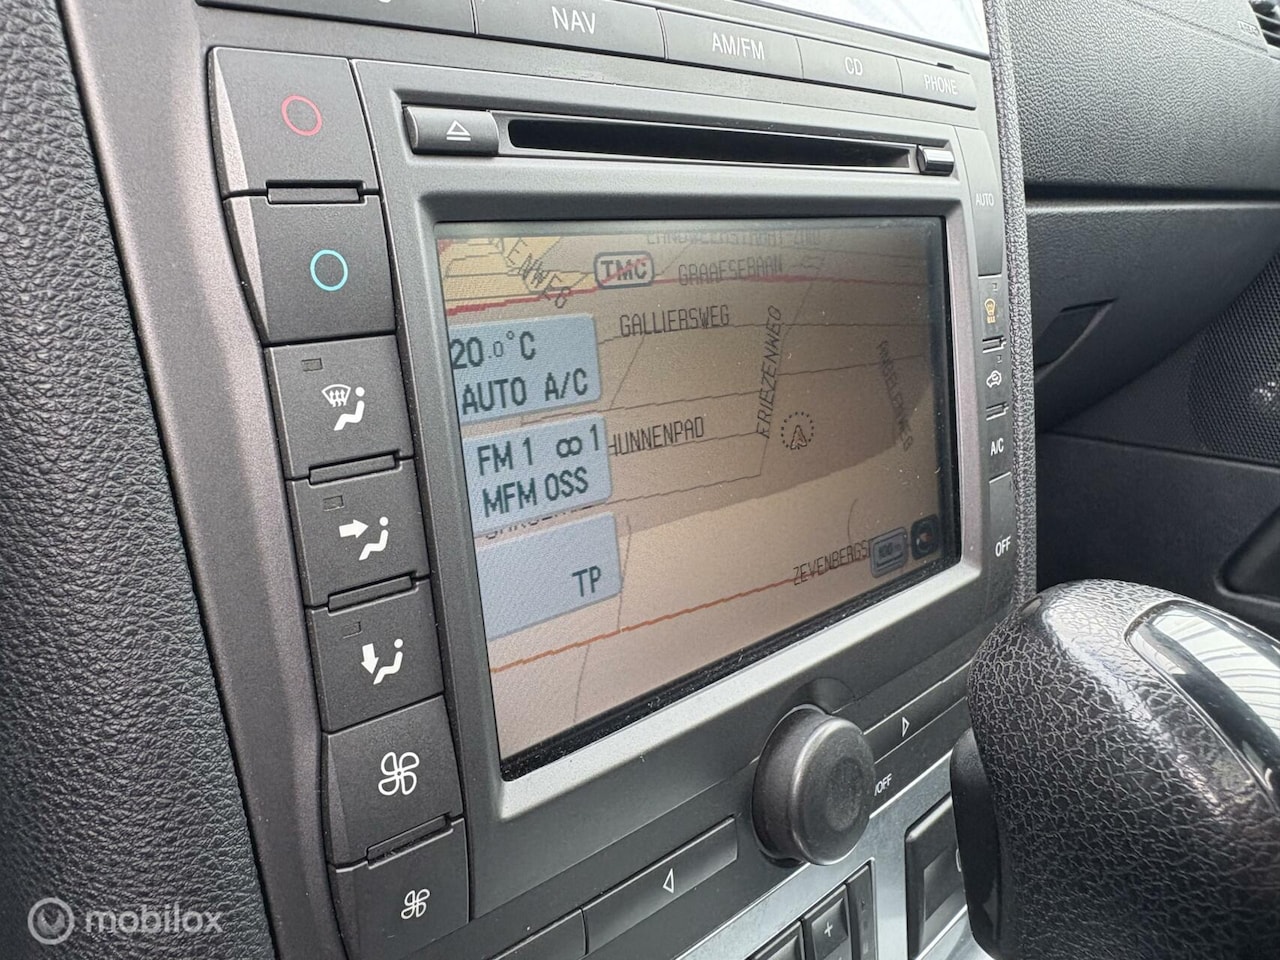 NAV
AM/FM
CD
PHONE
AUTO
TMC
GRAAFSEBAAN
GALLIERSWEG
FRIEZENWEG
HUNNENPAD
20.0°C
AUTO A/C
FM 1 1
MFM OSS
TP
A/C
OFF
mobilox